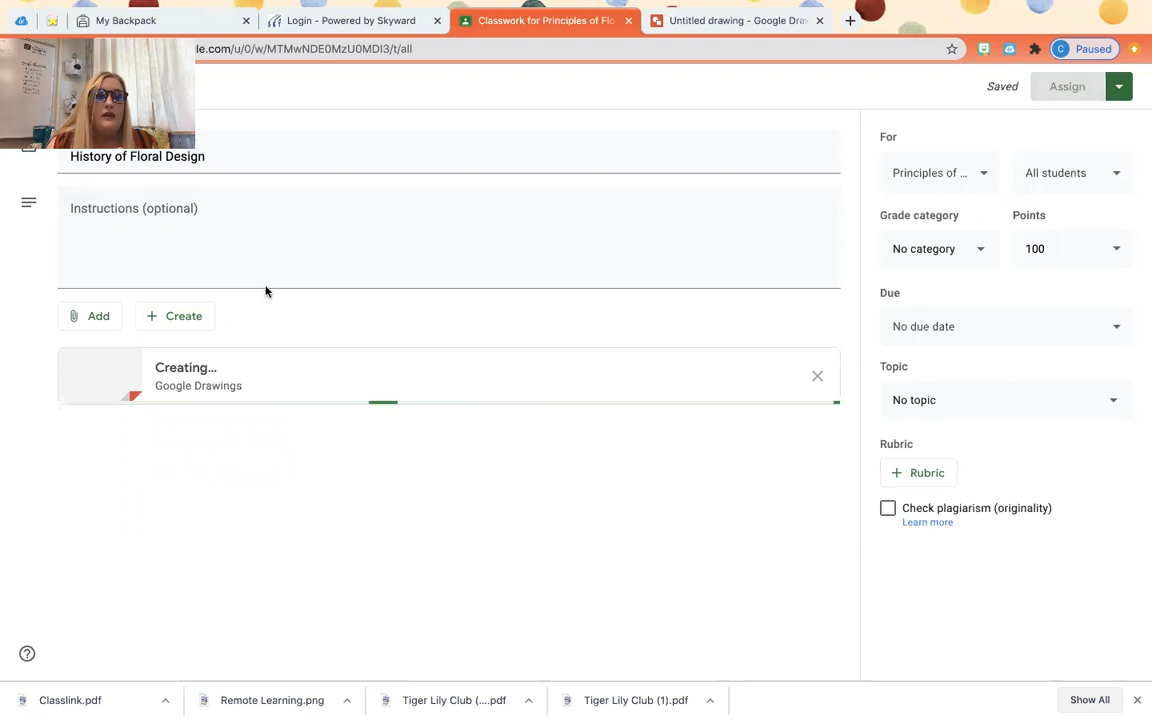 My Backpack
Login - Powered by Skyward
Classwork for Principles of Flo
Untitled drawing - Google Draw
le.com/u/0/w/MTMwNDE0MzU0MDI3/t/all
C Paused
Saved
Assign
History of Floral Design
Instructions (optional)
Add
Create
Creating...
Google Drawings
For
Principles of ...
All students
Grade category
Points
No category
100
Due
No due date
Topic
No topic
Rubric
+ Rubric
Check plagiarism (originality)
Learn more
Classlink.pdf
Remote Learning.png
Tiger Lily Club (....pdf
Tiger Lily Club (1).pdf
Show All